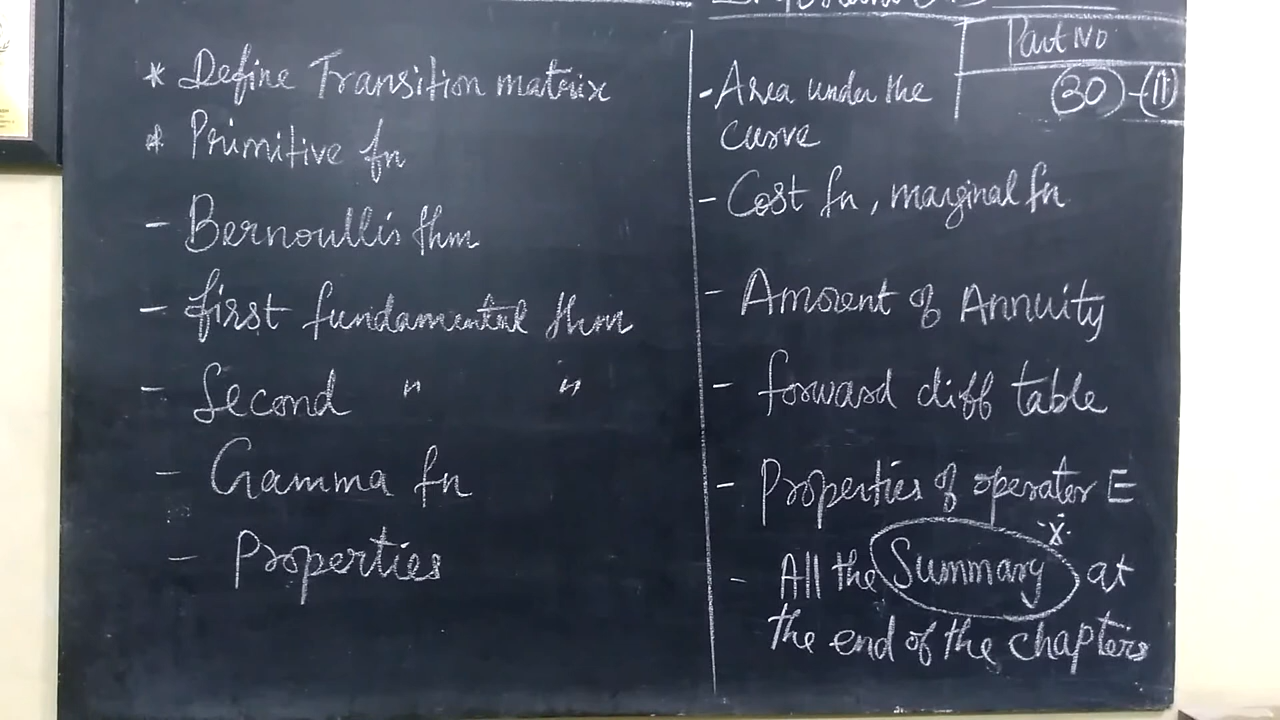 * Define Transition matrix
* Primitive fn
- Bernoullis thm
- first fundamental thm
- Second " "
- Gamma fn
- Properties
Part No
30 - (11)
- Area under the
curve
- Cost fn, marginal fn
- Amount of Annuity
- forward diff table
- Properties of operator E
- All the Summary at
the end of the chapters